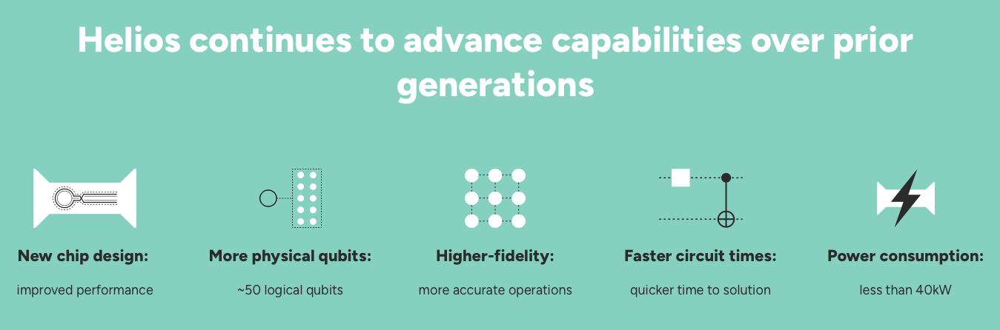 Helios continues to advance capabilities over prior
generations
New chip design:
improved performance
More physical qubits:
~50 logical qubits
Higher-fidelity:
more accurate operations
Faster circuit times:
quicker time to solution
Power consumption:
less than 40kW